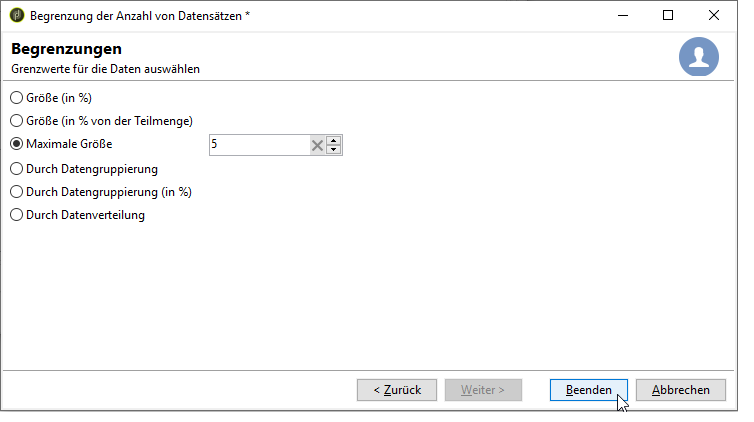 Begrenzung der Anzahl von Datensätzen *
Begrenzungen
Grenzwerte für die Daten auswählen
Größe (in %)
Größe (in % von der Teilmenge)
Maximale Größe 5
Durch Datengruppierung
Durch Datengruppierung (in %)
Durch Datenverteilung
< Zurück Weiter > Beenden Abbrechen